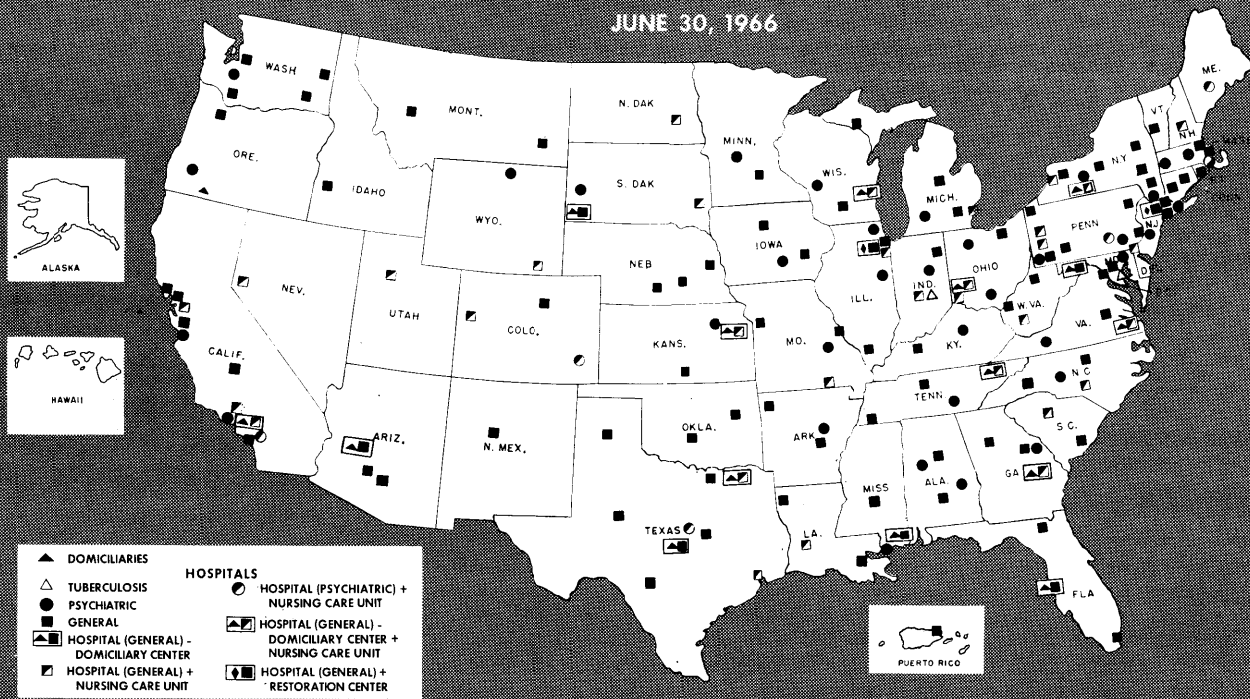 JUNE 30, 1966
WASH
MONT.
N. DAK
MINN.
ME.
VT.
NH
N.Y
ORE.
IDAHO
S. DAK
WIS.
MICH.
WYO.
IOWA
PENN
N.J
NEB
OHIO
IND.
ILL.
NEV.
UTAH
COLO.
W. VA.
VA.
KANS.
MO.
KY.
CALIF.
N C
TENN
ARIZ.
N. MEX.
OKLA.
ARK
S C.
MISS
ALA.
GA
TEXAS
LA.
FLA
ALASKA
HAWAII
PUERTO RICO
DOMICILIARIES
HOSPITALS
TUBERCULOSIS
PSYCHIATRIC
GENERAL
HOSPITAL (GENERAL) -
DOMICILIARY CENTER
HOSPITAL (GENERAL) +
NURSING CARE UNIT
HOSPITAL (PSYCHIATRIC) +
NURSING CARE UNIT
HOSPITAL (GENERAL) -
DOMICILIARY CENTER +
NURSING CARE UNIT
HOSPITAL (GENERAL) +
RESTORATION CENTER